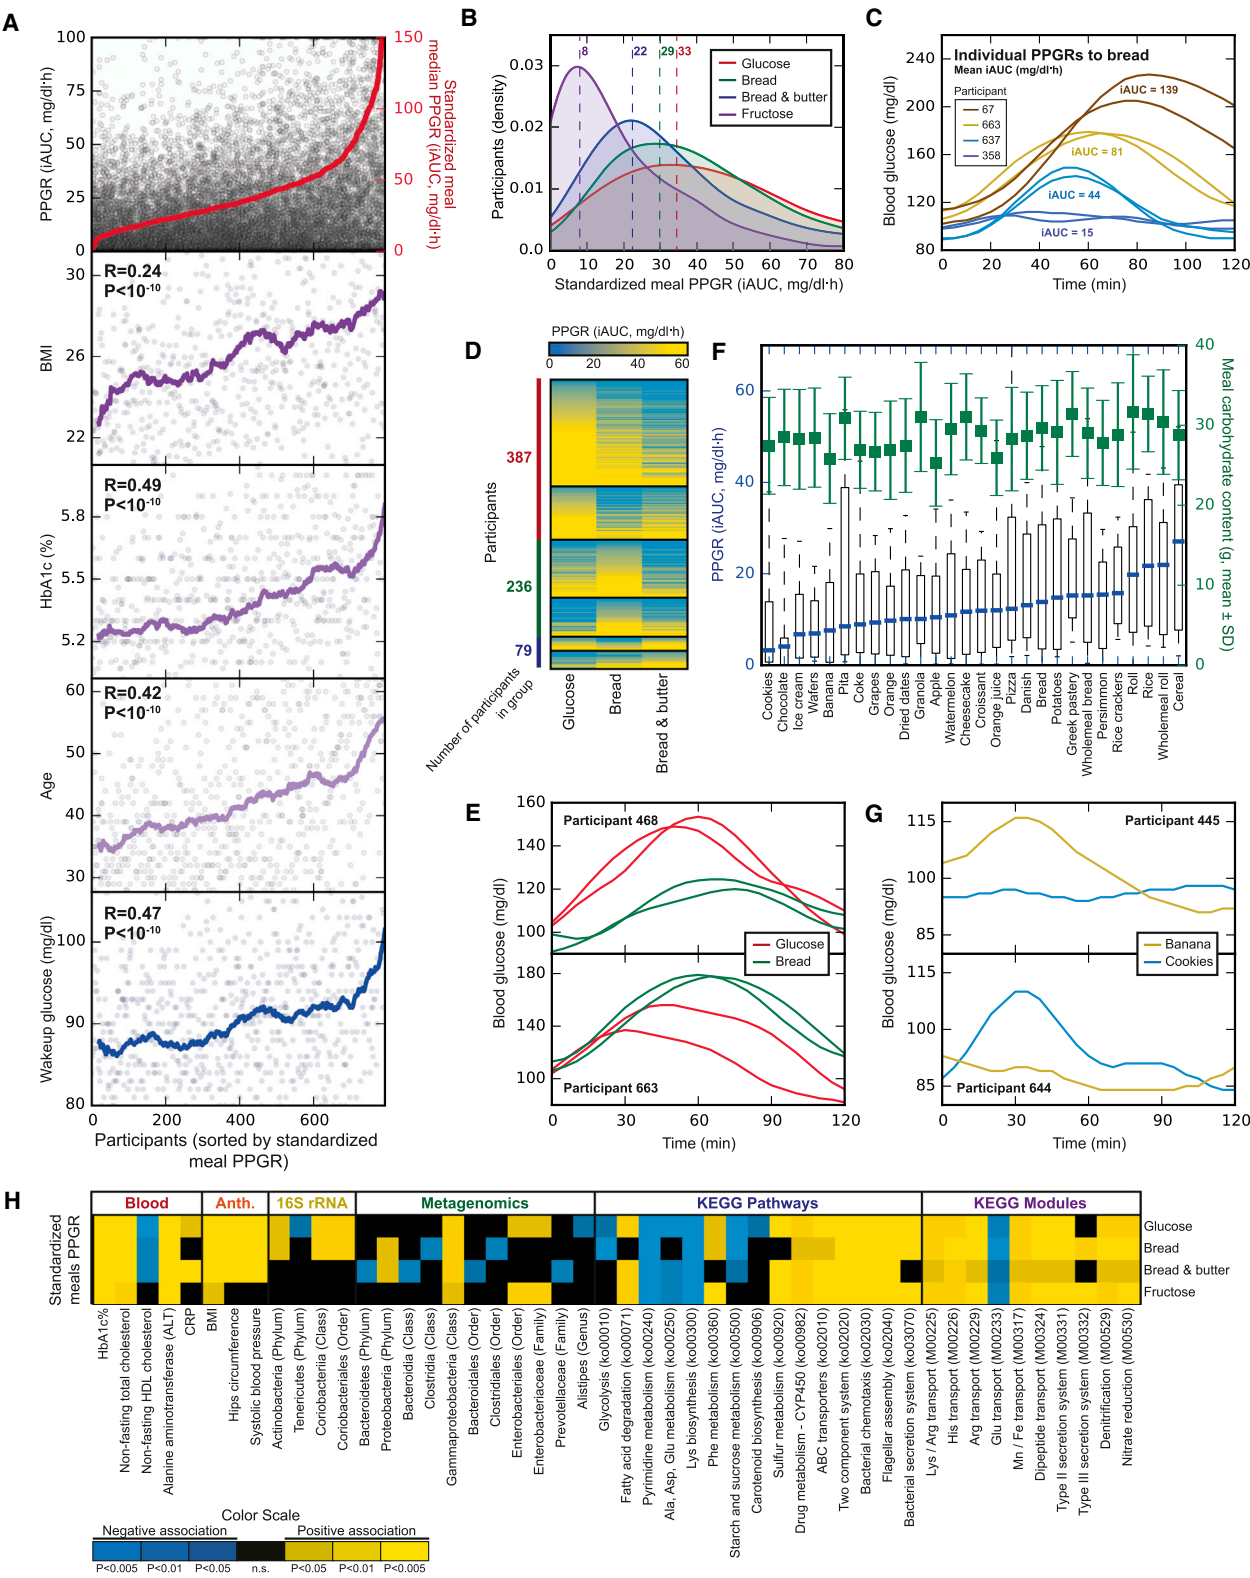 A
100
75
50
25
0
PPGR (iAUC, mg/dl·h)
150
100
50
0
Standardized meal
median PPGR (iAUC, mg/dl·h)
R=0.24
P<10⁻¹⁰
30
26
22
BMI
R=0.49
P<10⁻¹⁰
5.8
5.5
5.2
HbA1c (%)
R=0.42
P<10⁻¹⁰
60
50
40
30
Age
R=0.47
P<10⁻¹⁰
100
90
80
Wakeup glucose (mg/dl)
0 200 400 600
Participants (sorted by standardized
meal PPGR)
B
8 22 29 33
Glucose
Bread
Bread & butter
Fructose
0.03
0.02
0.01
0.0
Participants (density)
0 10 20 30 40 50 60 70 80
Standardized meal PPGR (iAUC, mg/dl·h)
C
Individual PPGRs to bread
Mean iAUC (mg/dl·h)
Participant
67
663
637
358
iAUC = 139
iAUC = 81
iAUC = 44
iAUC = 15
240
200
160
120
80
Blood glucose (mg/dl)
0 20 40 60 80 100 120
Time (min)
D
PPGR (iAUC, mg/dl·h)
0 20 40 60
387
236
79
Participants
Number of participants
in group
Glucose
Bread
Bread & butter
F
60
40
20
0
PPGR (iAUC, mg/dl·h)
40
30
20
10
0
Meal carbohydrate content (g, mean ± SD)
Cookies
Chocolate
Ice cream
Wafers
Banana
Pita
Coke
Grapes
Orange
Dried dates
Granola
Apple
Watermelon
Cheesecake
Croissant
Orange juice
Pizza
Danish
Bread
Potatoes
Greek pastery
Wholemeal bread
Persimmon
Rice crackers
Roll
Rice
Wholemeal roll
Cereal
E
Participant 468
160
140
120
100
Glucose
Bread
180
140
100
Participant 663
Blood glucose (mg/dl)
0 30 60 90 120
Time (min)
G
Participant 445
115
100
85
Banana
Cookies
115
100
85
Participant 644
Blood glucose (mg/dl)
0 30 60 90 120
Time (min)
H
Blood Anth. 16S rRNA Metagenomics KEGG Pathways KEGG Modules
Standardized
meals PPGR
Glucose
Bread
Bread & butter
Fructose
HbA1c%
Non-fasting total cholesterol
Non-fasting HDL cholesterol
Alanine aminotransferase (ALT)
CRP
BMI
Hips circumference
Systolic blood pressure
Actinobacteria (Phylum)
Tenericutes (Phylum)
Coriobacteriia (Class)
Coriobacteriales (Order)
Bacteroidetes (Phylum)
Proteobacteria (Phylum)
Bacteroidia (Class)
Clostridia (Class)
Gammaproteobacteria (Class)
Bacteroidales (Order)
Clostridiales (Order)
Enterobacteriales (Order)
Enterobacteriaceae (Family)
Prevotellaceae (Family)
Alistipes (Genus)
Glycolysis (ko00010)
Fatty acid degradation (ko00071)
Pyrimidine metabolism (ko00240)
Ala, Asp, Glu metabolism (ko00250)
Lys biosynthesis (ko00300)
Phe metabolism (ko00360)
Starch and sucrose metabolism (ko00500)
Carotenoid biosynthesis (ko00906)
Sulfur metabolism (ko00920)
Drug metabolism - CYP450 (ko00982)
ABC transporters (ko02010)
Two component system (ko02020)
Bacterial chemotaxis (ko02030)
Flagellar assembly (ko02040)
Bacterial secretion system (ko03070)
Lys / Arg transport (M00225)
His transport (M00226)
Arg transport (M00229)
Glu transport (M00233)
Mn / Fe transport (M00317)
Dipeptide transport (M00324)
Type II secretion system (M00331)
Type III secretion system (M00332)
Denitrification (M00529)
Nitrate reduction (M00530)
Color Scale
Negative association Positive association
P<0.005 P<0.01 P<0.05 n.s. P<0.05 P<0.01 P<0.005